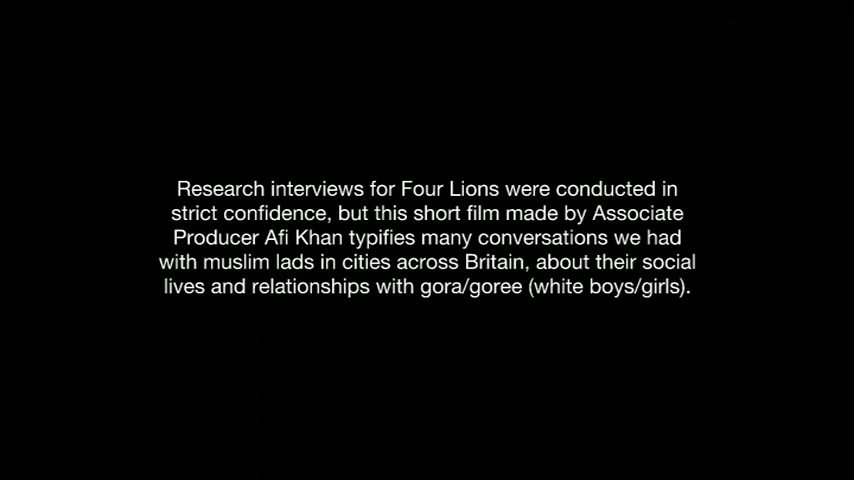 Research interviews for Four Lions were conducted in
strict confidence, but this short film made by Associate
Producer Afi Khan typifies many conversations we had
with muslim lads in cities across Britain, about their social
lives and relationships with gora/goree (white boys/girls).